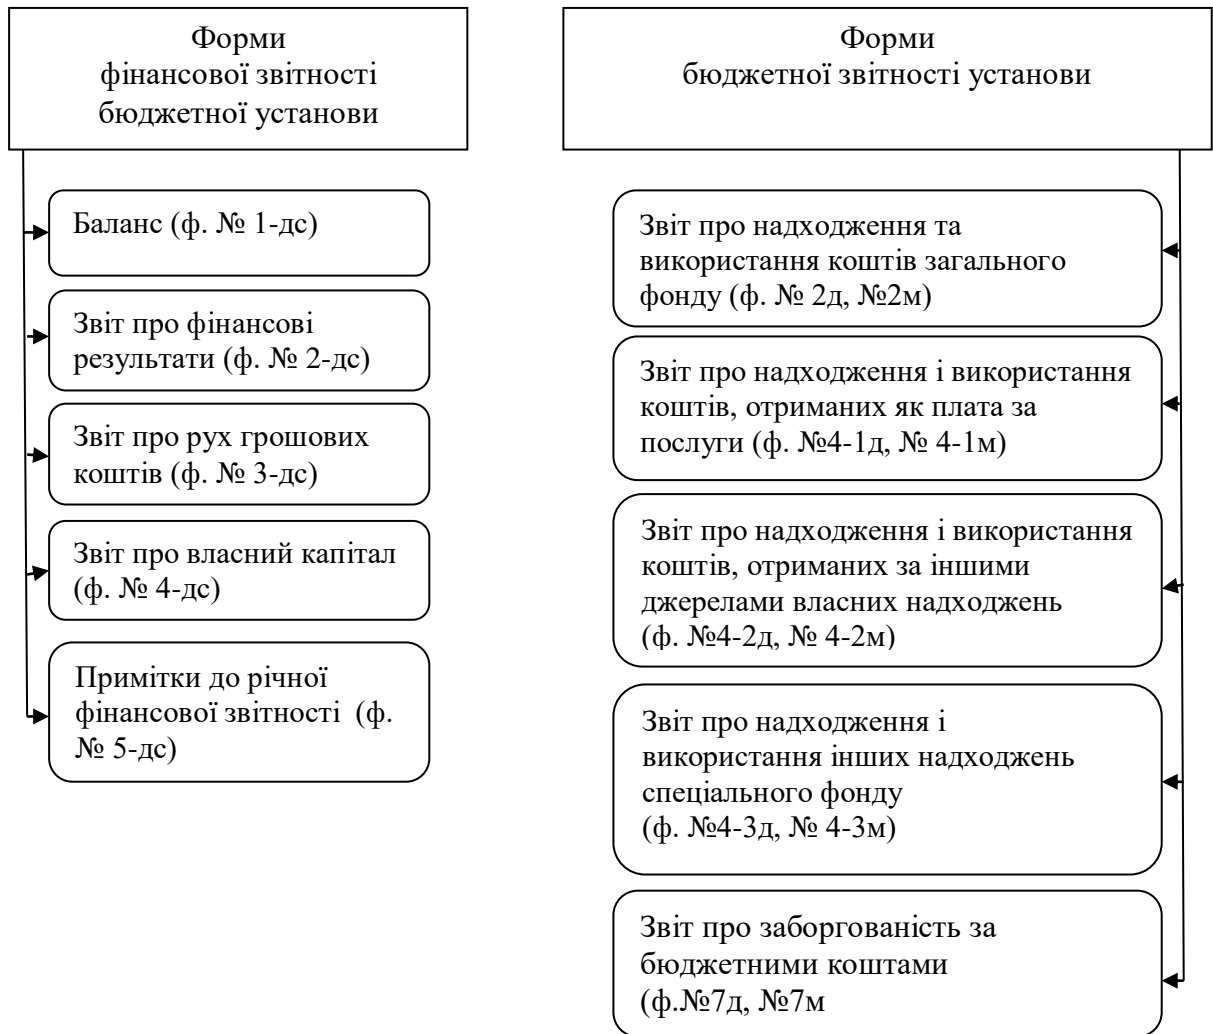 Форми
фінансової звітності
бюджетної установи
Баланс (ф. № 1-дс)
Звіт про фінансові
результати (ф. № 2-дс)
Звіт про рух грошових
коштів (ф. № 3-дс)
Звіт про власний капітал
(ф. № 4-дс)
Примітки до річної
фінансової звітності (ф.
№ 5-дс)
Форми
бюджетної звітності установи
Звіт про надходження та
використання коштів загального
фонду (ф. № 2д, №2м)
Звіт про надходження і використання
коштів, отриманих як плата за
послуги (ф. №4-1д, № 4-1м)
Звіт про надходження і використання
коштів, отриманих за іншими
джерелами власних надходжень
(ф. №4-2д, № 4-2м)
Звіт про надходження і
використання інших надходжень
спеціального фонду
(ф. №4-3д, № 4-3м)
Звіт про заборгованість за
бюджетними коштами
(ф.№7д, №7м